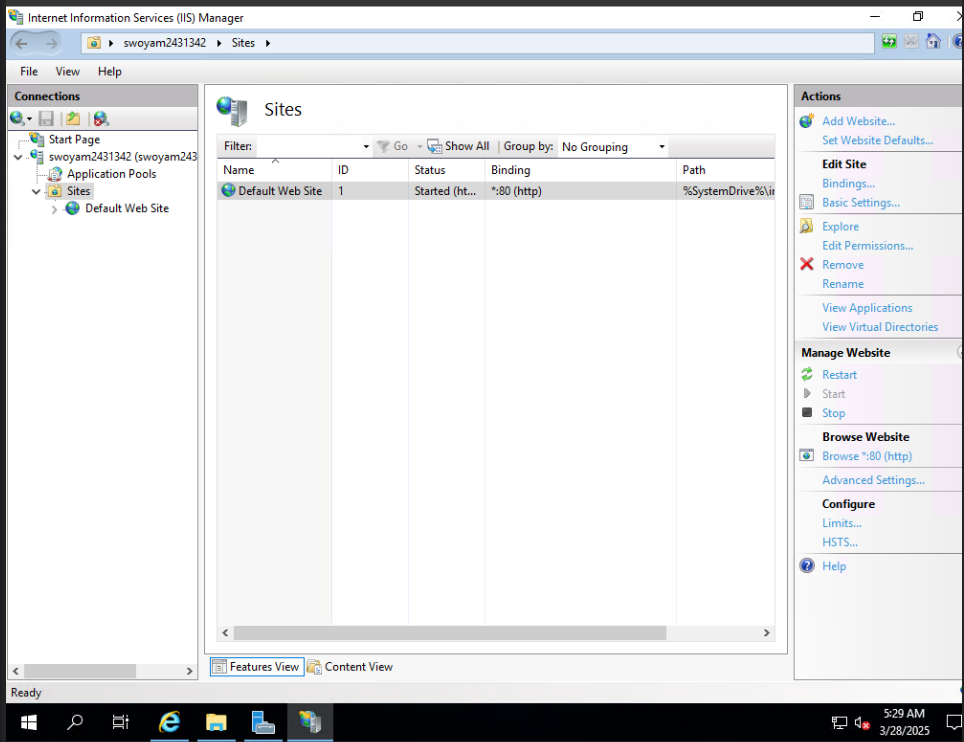 Internet Information Services (IIS) Manager
swoyam2431342 Sites
File View Help
Connections
Start Page
swoyam2431342 (swoyam243
Application Pools
Sites
Default Web Site
Sites
Filter: Go Show All Group by: No Grouping
Name ID Status Binding Path
Default Web Site 1 Started (ht... *:80 (http) %SystemDrive%\in
Features View Content View
Actions
Add Website...
Set Website Defaults...
Edit Site
Bindings...
Basic Settings...
Explore
Edit Permissions...
Remove
Rename
View Applications
View Virtual Directories
Manage Website
Restart
Start
Stop
Browse Website
Browse *:80 (http)
Advanced Settings...
Configure
Limits...
HSTS...
Help
Ready
5:29 AM
3/28/2025